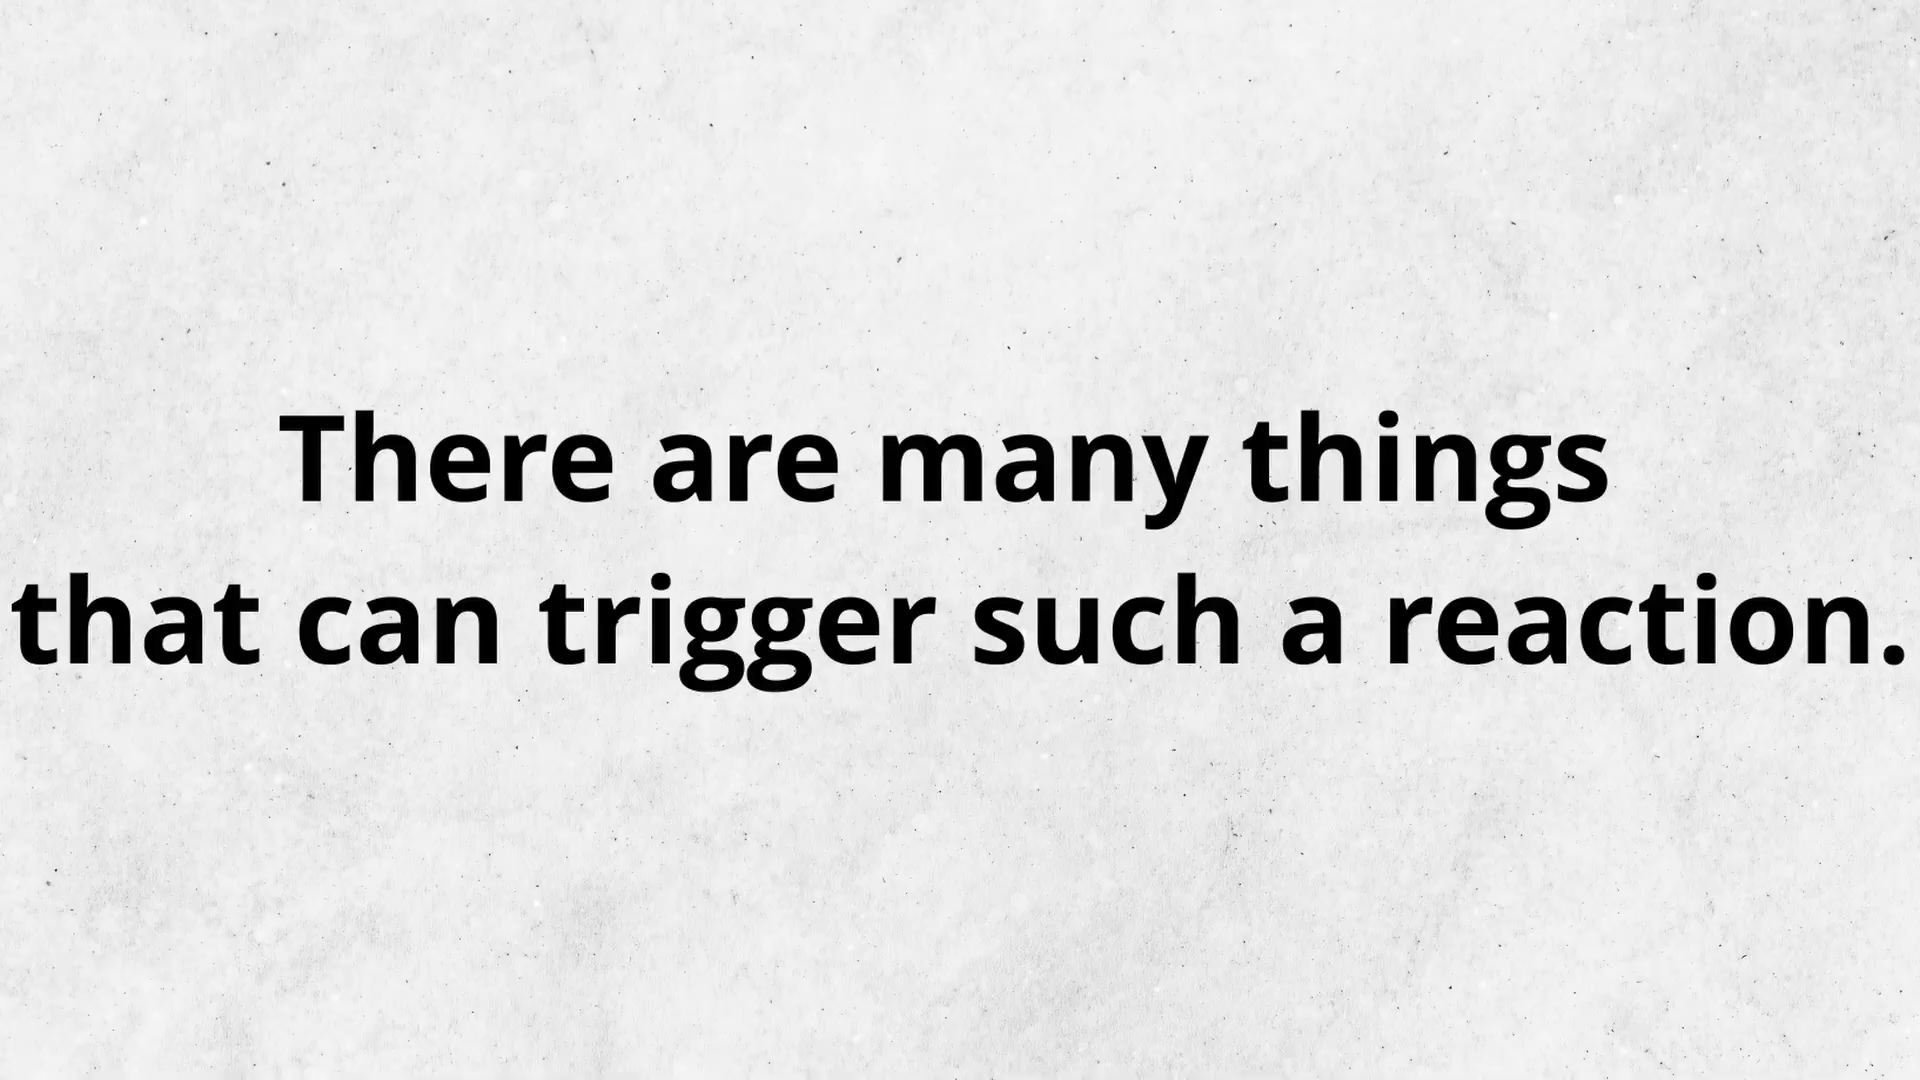 There are many things
that can trigger such a reaction.